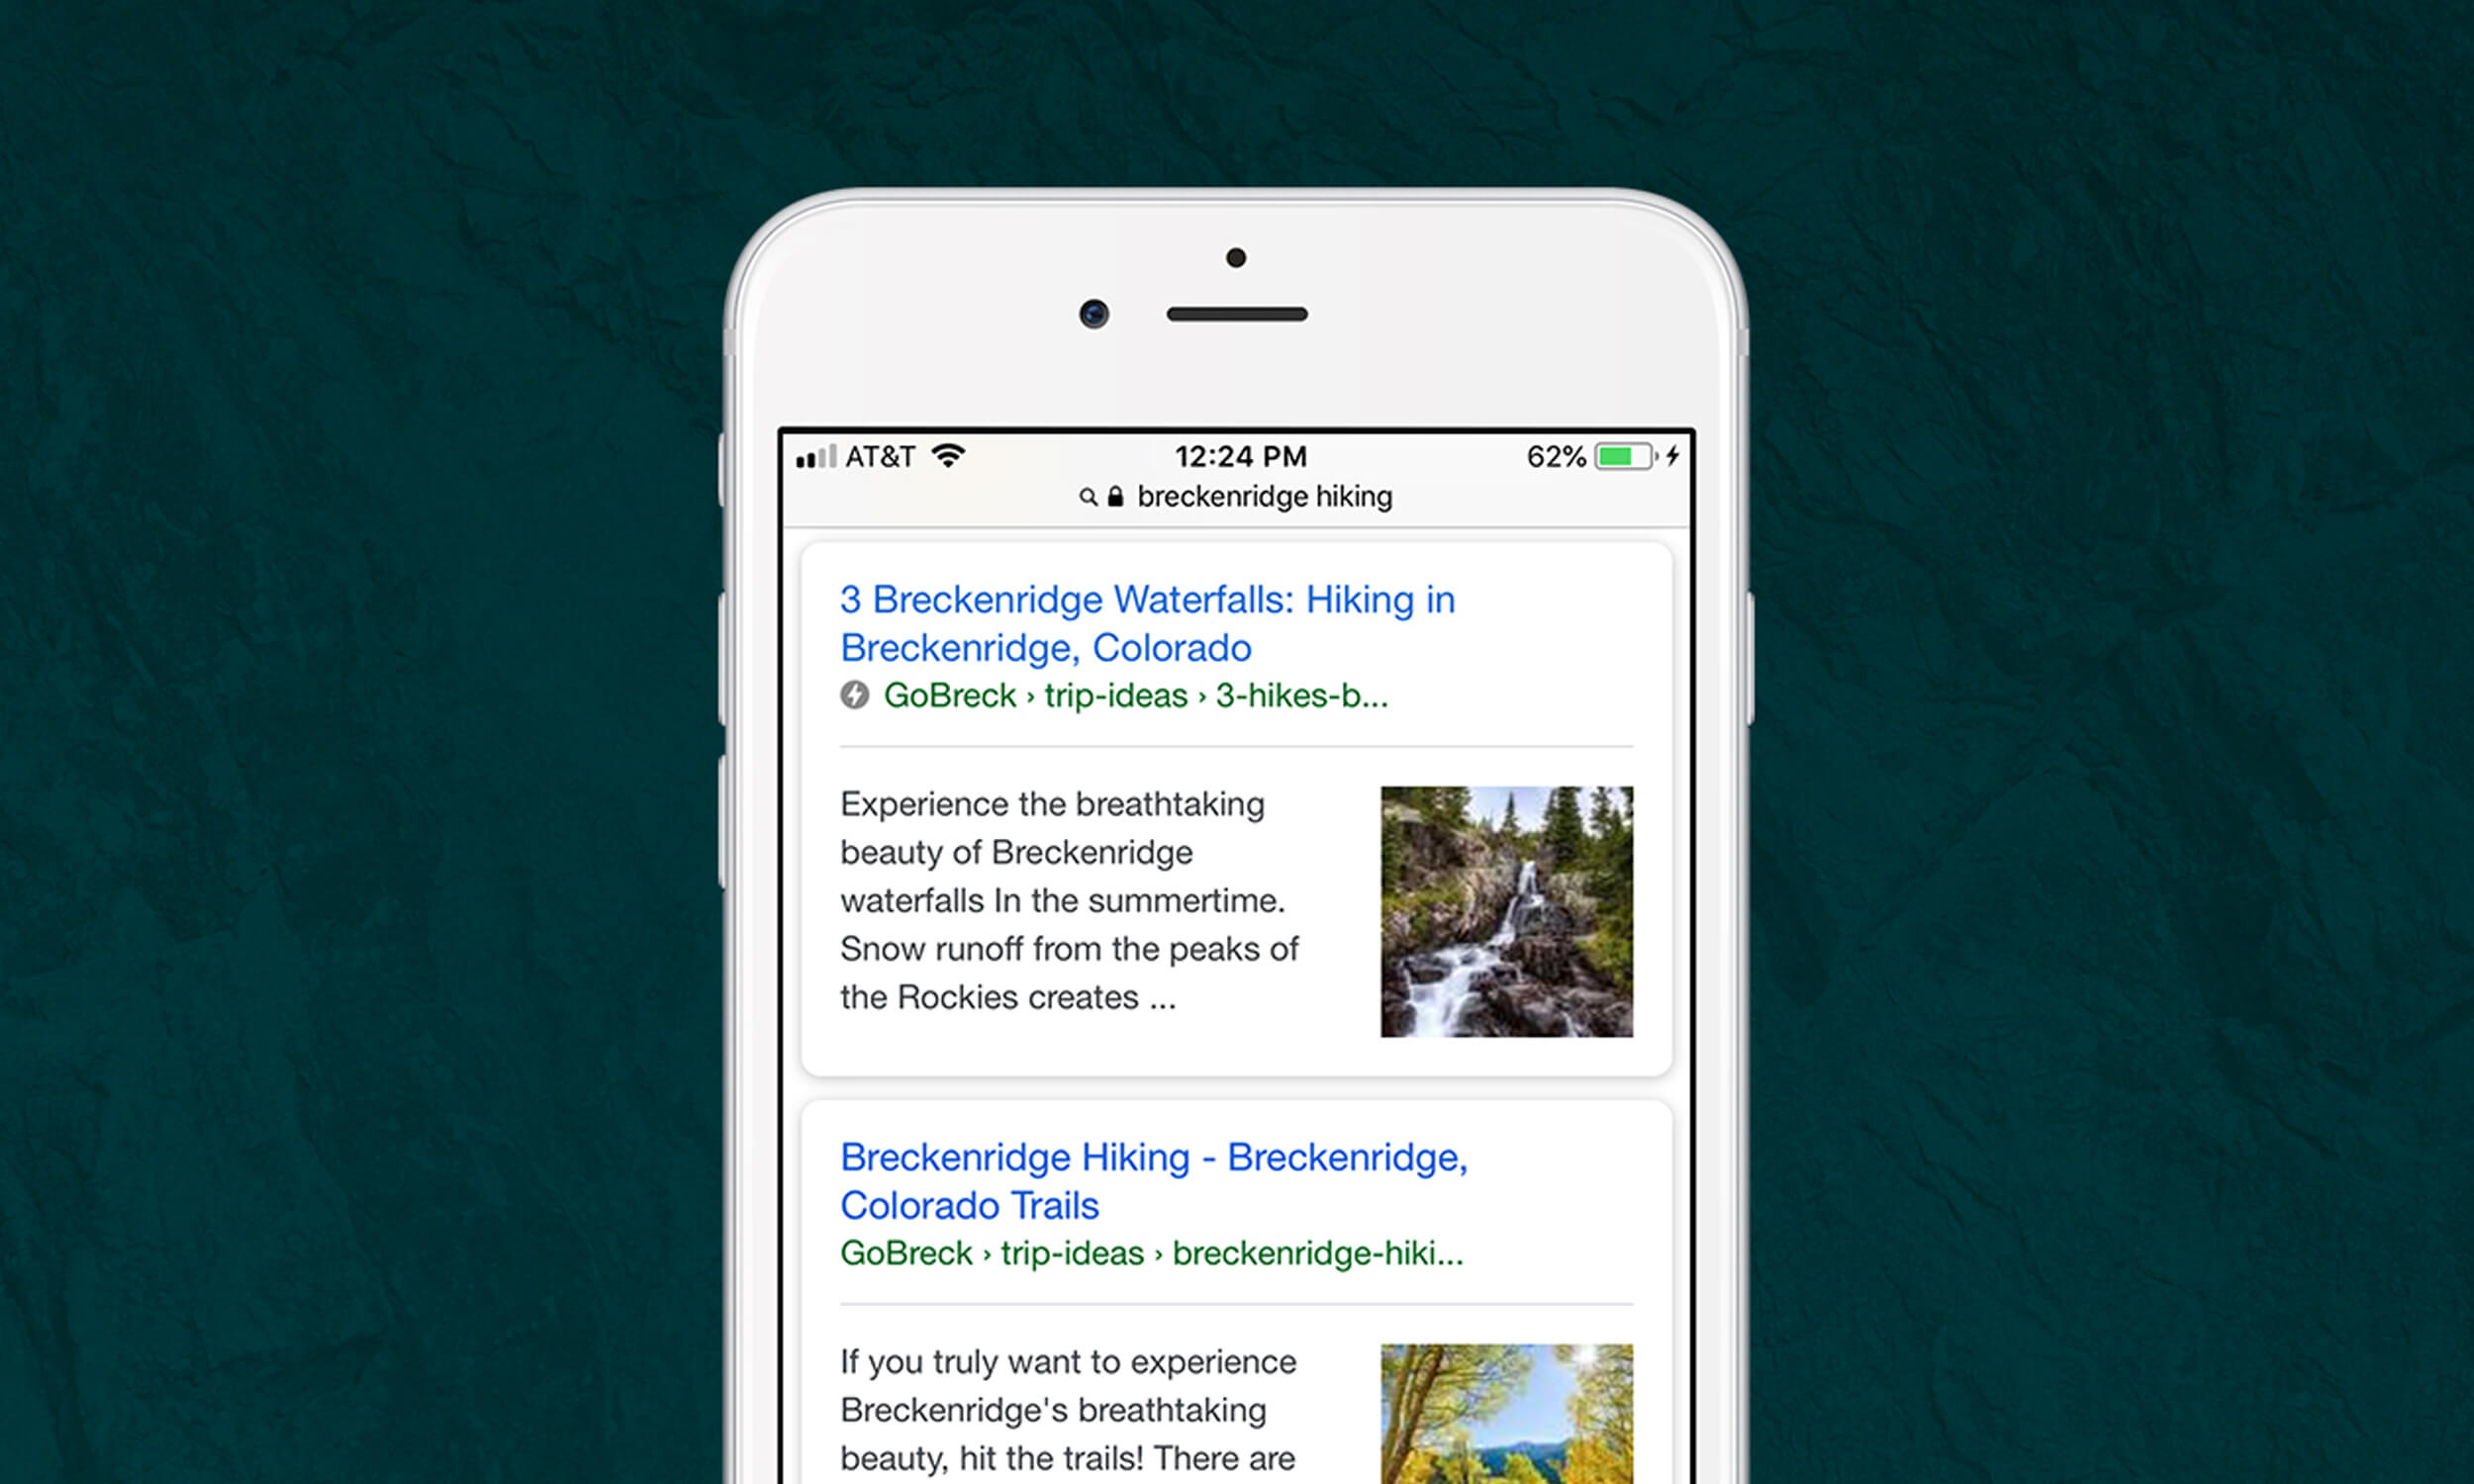 AT&T 12:24 PM 62%
breckenridge hiking
3 Breckenridge Waterfalls: Hiking in
Breckenridge, Colorado
GoBreck › trip-ideas › 3-hikes-b...
Experience the breathtaking
beauty of Breckenridge
waterfalls In the summertime.
Snow runoff from the peaks of
the Rockies creates ...
Breckenridge Hiking - Breckenridge,
Colorado Trails
GoBreck › trip-ideas › breckenridge-hiki...
If you truly want to experience
Breckenridge's breathtaking
beauty, hit the trails! There are